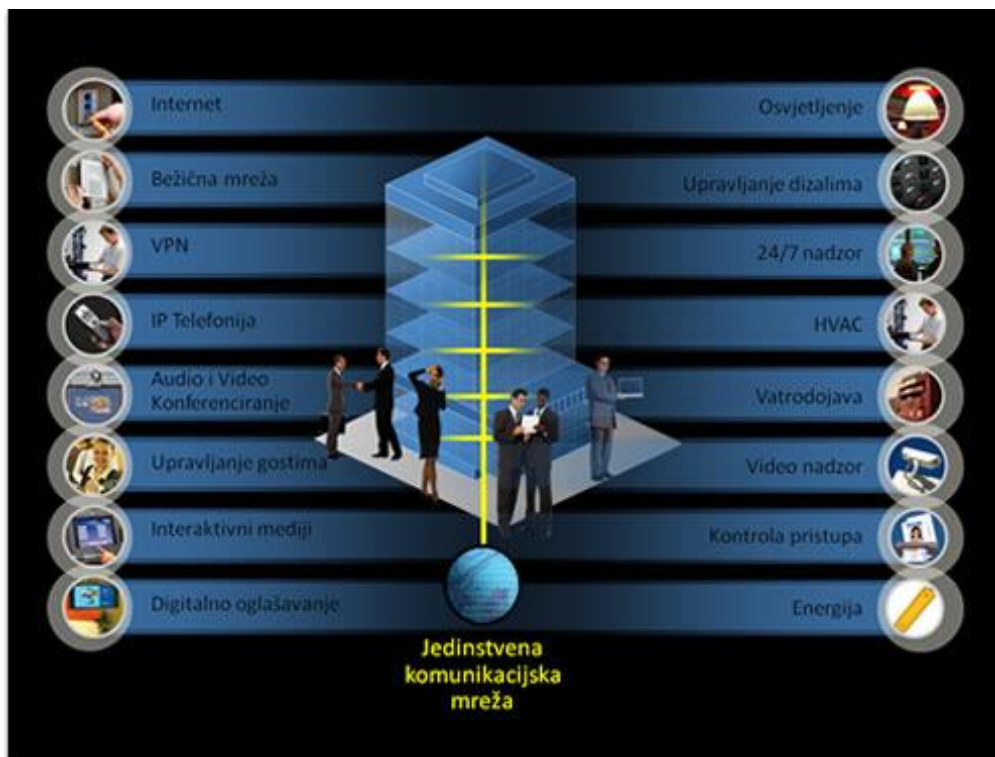 Internet
Bežična mreža
VPN
IP Telefonija
Audio i Video
Konferenciranje
Upravljanje gostima
Interaktivni mediji
Digitalno oglašavanje
Osvjetljenje
Upravljanje dizalima
24/7 nadzor
HVAC
Vatrodojava
Video nadzor
Kontrola pristupa
Energija
Jedinstvena
komunikacijska
mreža